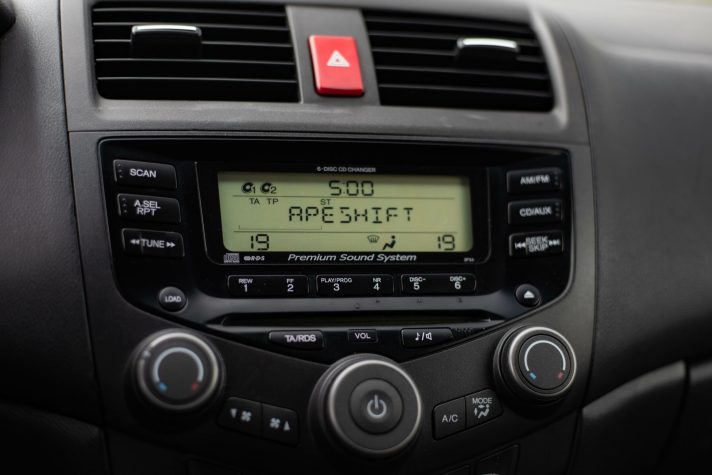 6-DISC CD CHANGER
SCAN
A.SEL
RPT
TUNE
LOAD
1 2 5:00
TA TP ST
APESHIFT
19 19
RDS Premium Sound System
AM/FM
CD/AUX
SEEK
SKIP
REW FF PLAY/PROG NR DISC- DISC+
1 2 3 4 5 6
TA/RDS VOL
A/C MODE